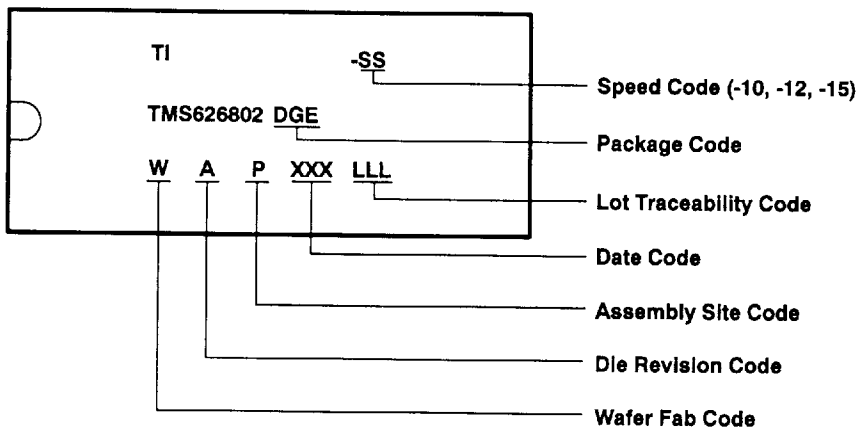 TI -SS
Speed Code (-10, -12, -15)
TMS626802 DGE
Package Code
W A P XXX LLL
Lot Traceability Code
Date Code
Assembly Site Code
Die Revision Code
Wafer Fab Code